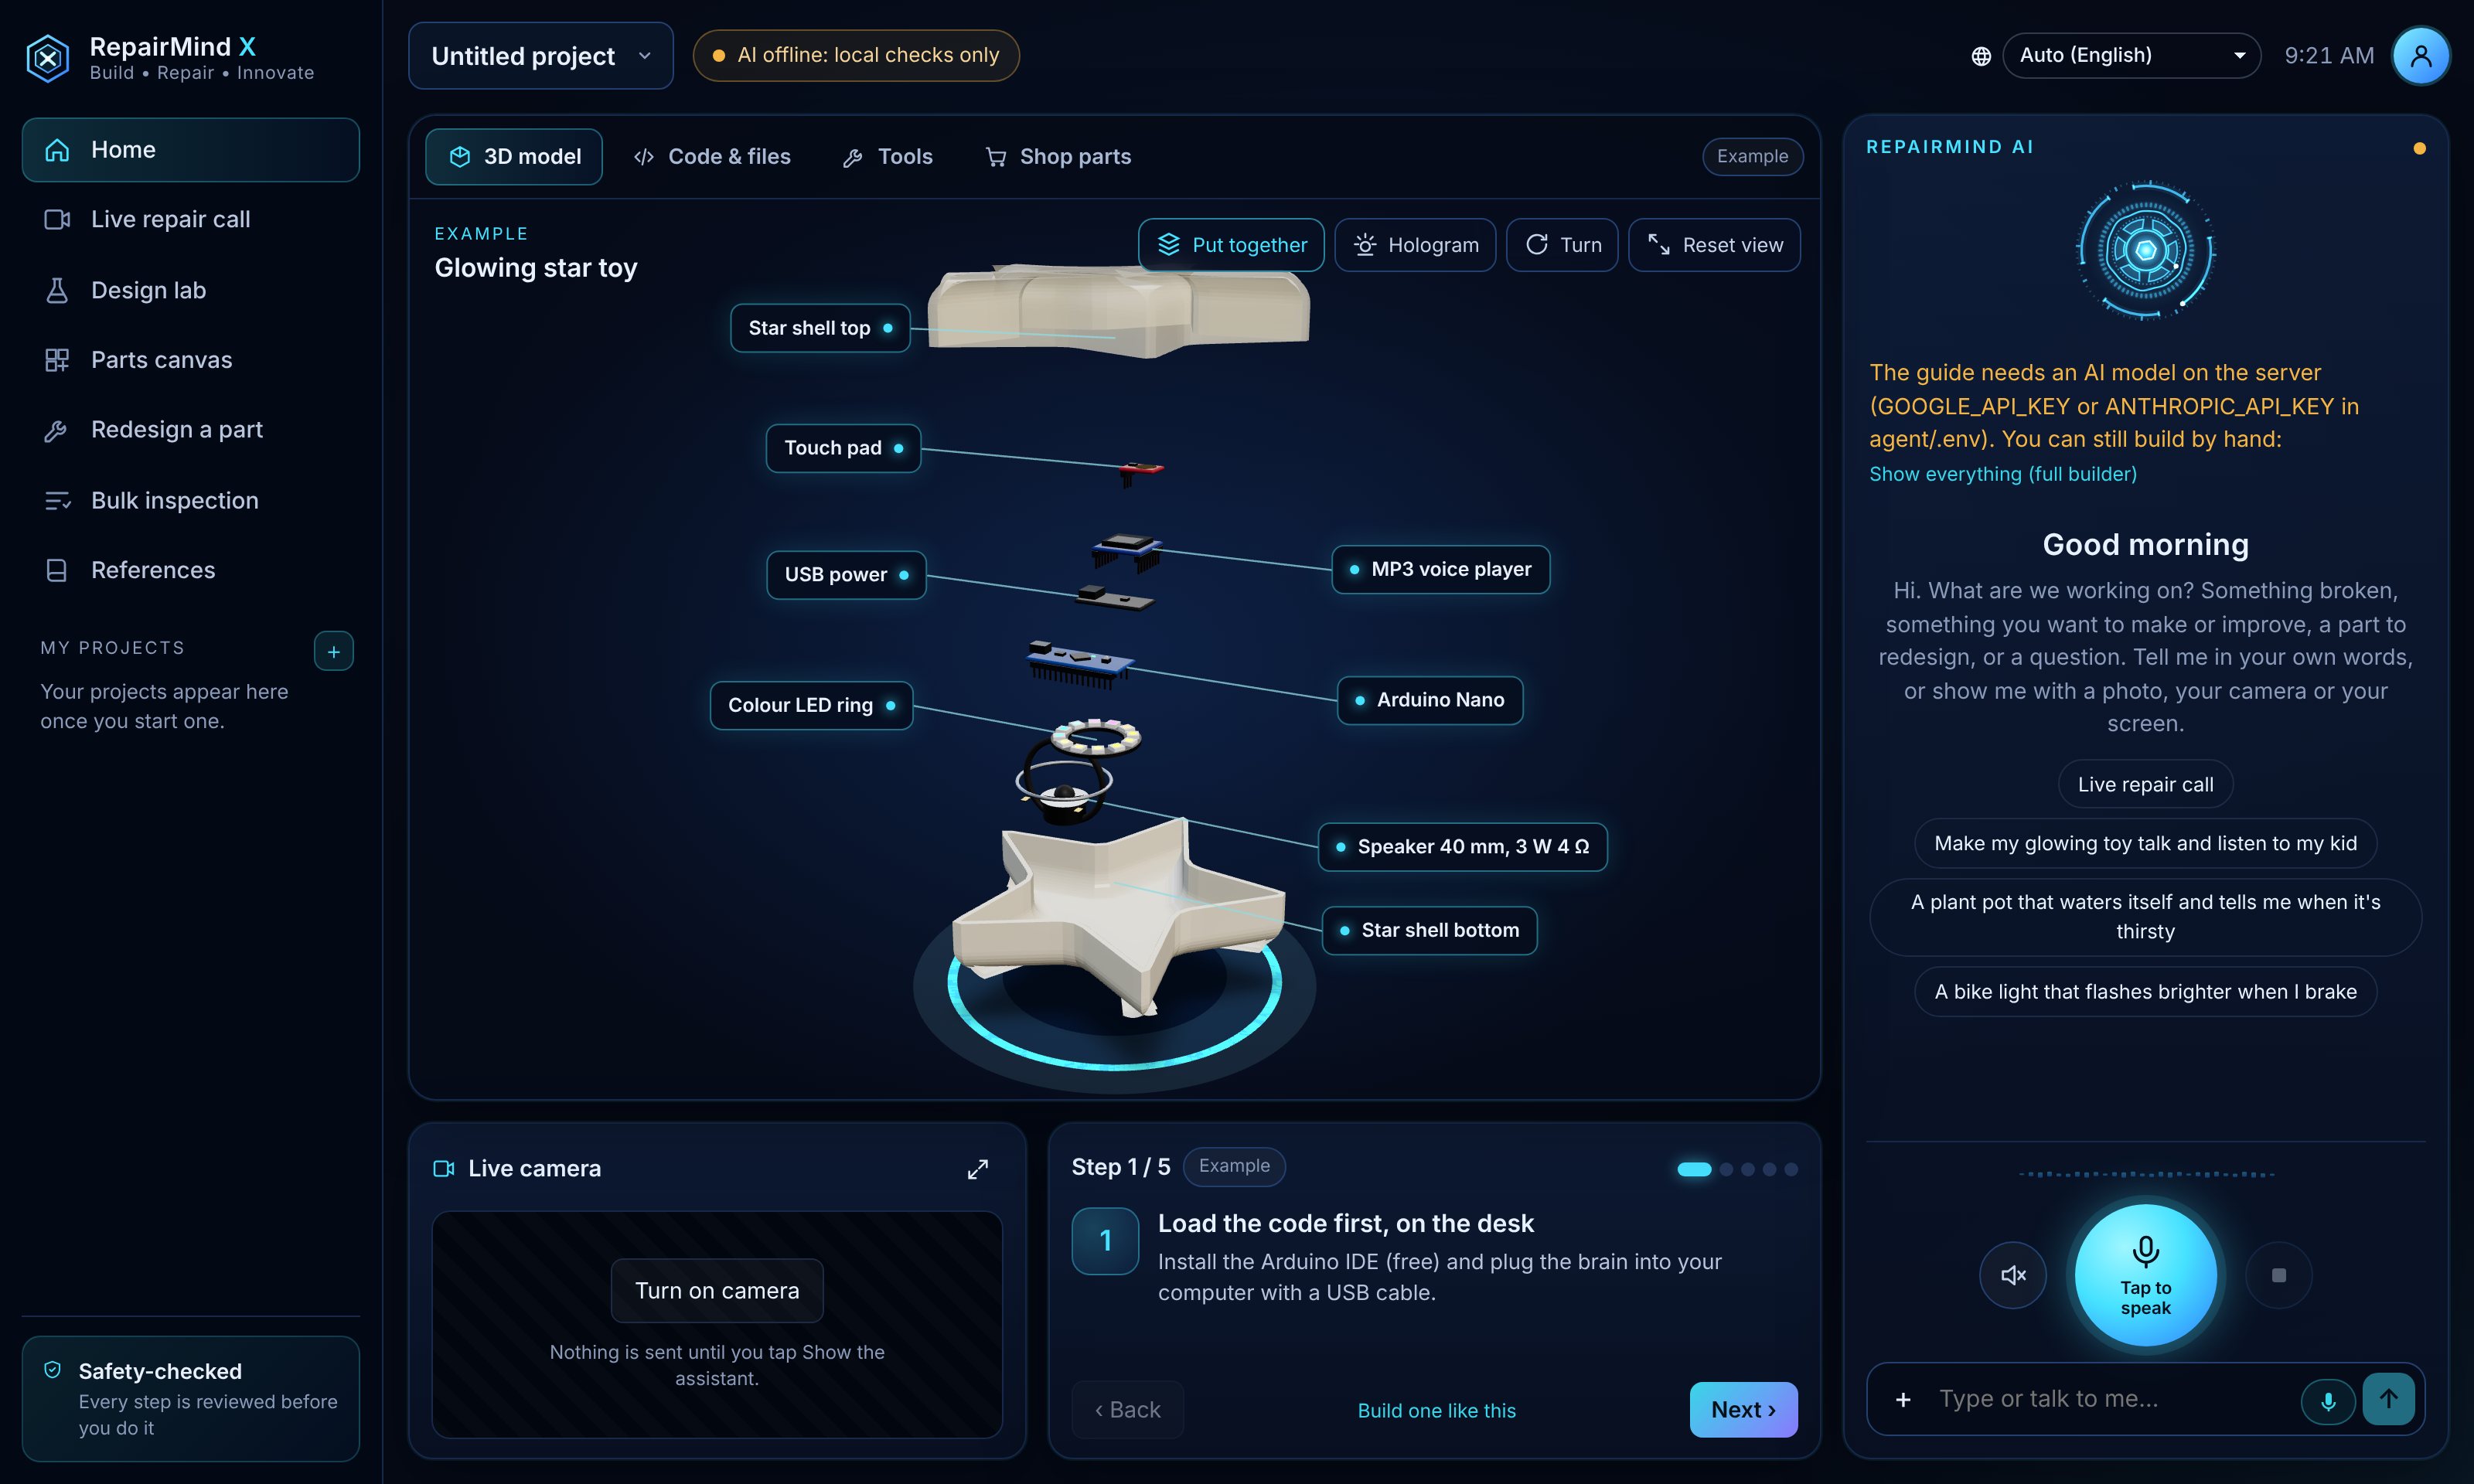 RepairMind X
Build • Repair • Innovate
Home
Live repair call
Design lab
Parts canvas
Redesign a part
Bulk inspection
References
MY PROJECTS
+
Your projects appear here
once you start one.
Safety-checked
Every step is reviewed before
you do it
Untitled project
AI offline: local checks only
Auto (English)
9:21 AM
3D model
Code & files
Tools
Shop parts
Example
EXAMPLE
Glowing star toy
Put together
Hologram
Turn
Reset view
Star shell top
Touch pad
USB power
MP3 voice player
Colour LED ring
Arduino Nano
Speaker 40 mm, 3 W 4 Ω
Star shell bottom
Live camera
Turn on camera
Nothing is sent until you tap Show the
assistant.
Step 1 / 5
Example
1
Load the code first, on the desk
Install the Arduino IDE (free) and plug the brain into your
computer with a USB cable.
‹ Back
Build one like this
Next ›
REPAIRMIND AI
The guide needs an AI model on the server
(GOOGLE_API_KEY or ANTHROPIC_API_KEY in
agent/.env). You can still build by hand:
Show everything (full builder)
Good morning
Hi. What are we working on? Something broken,
something you want to make or improve, a part to
redesign, or a question. Tell me in your own words,
or show me with a photo, your camera or your
screen.
Live repair call
Make my glowing toy talk and listen to my kid
A plant pot that waters itself and tells me when it's
thirsty
A bike light that flashes brighter when I brake
Tap to
speak
+
Type or talk to me...